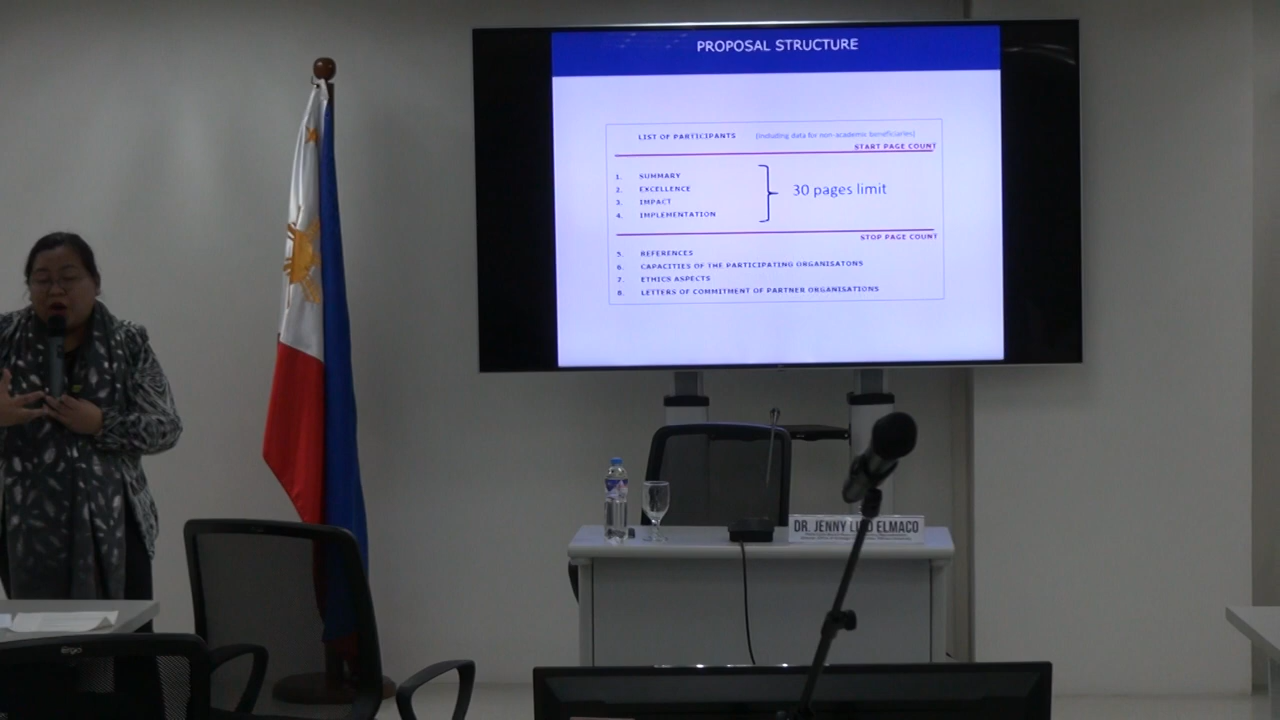 PROPOSAL STRUCTURE
LIST OF PARTICIPANTS (including data for non-academic beneficiaries)
START PAGE COUNT
1. SUMMARY
2. EXCELLENCE
3. IMPACT
4. IMPLEMENTATION
30 pages limit
STOP PAGE COUNT
5. REFERENCES
6. CAPACITIES OF THE PARTICIPATING ORGANISATONS
7. ETHICS ASPECTS
8. LETTERS OF COMMITMENT OF PARTNER ORGANISATIONS
DR. JENNY ELMACO
ergo